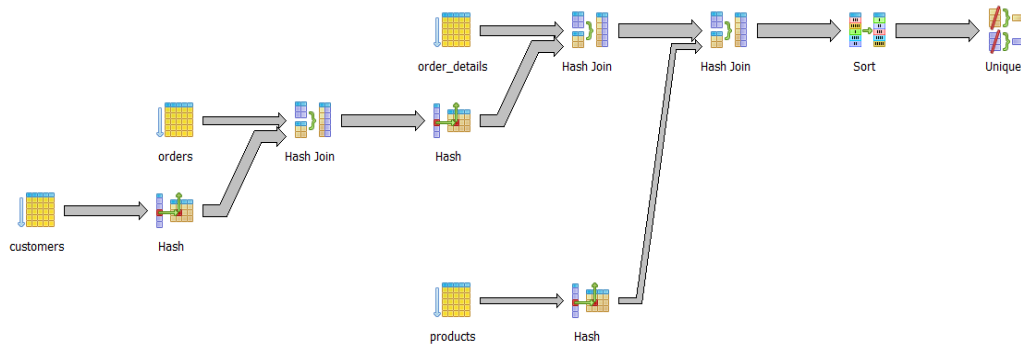 order_details
Hash Join
Hash Join
Sort
Unique
orders
Hash Join
Hash
customers
Hash
products
Hash